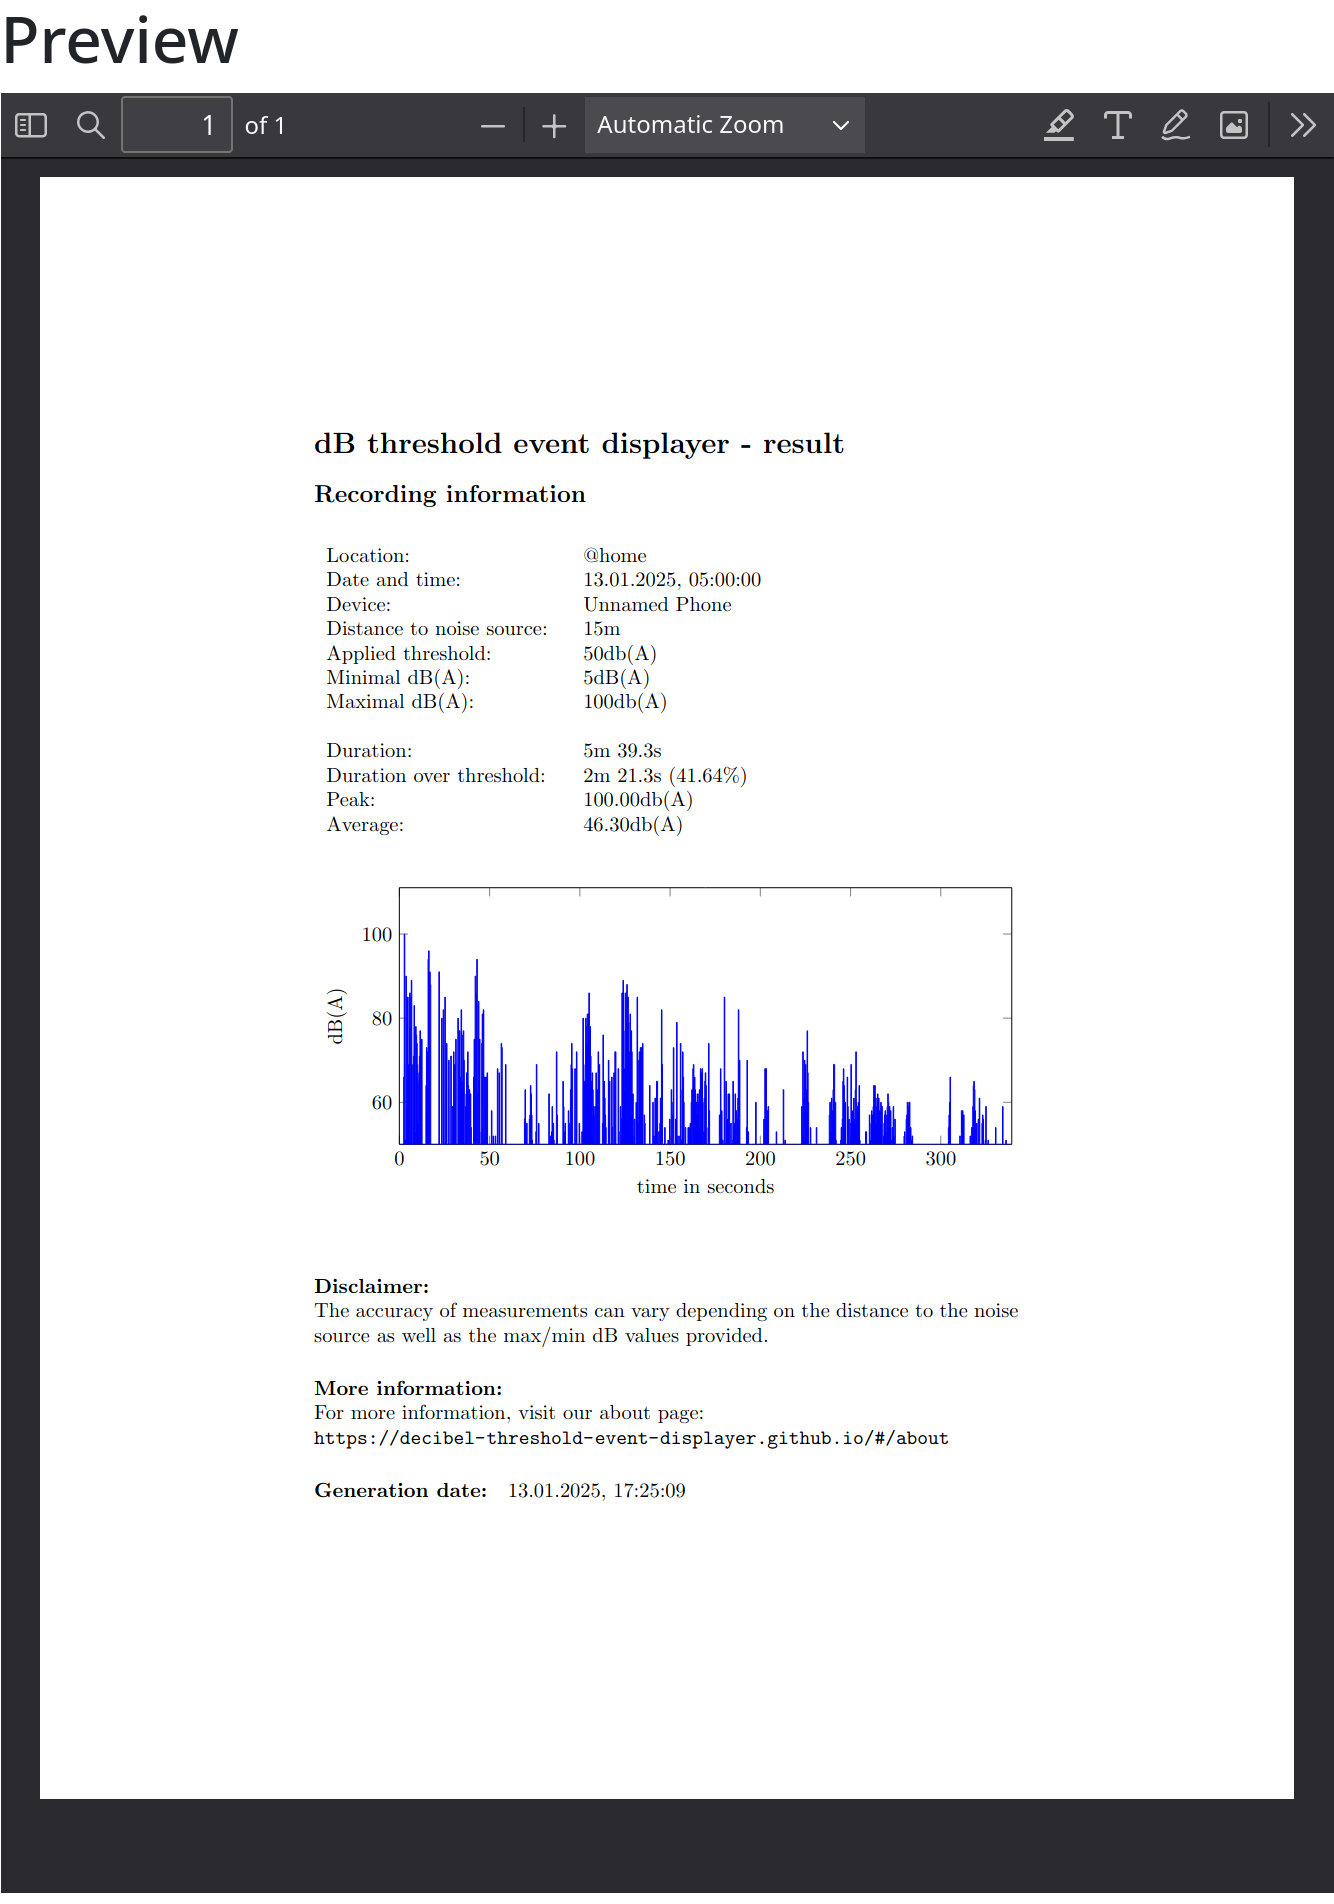 Preview
1 of 1 Automatic Zoom
dB threshold event displayer - result
Recording information
Location: @home
Date and time: 13.01.2025, 05:00:00
Device: Unnamed Phone
Distance to noise source: 15m
Applied threshold: 50db(A)
Minimal dB(A): 5dB(A)
Maximal dB(A): 100db(A)
Duration: 5m 39.3s
Duration over threshold: 2m 21.3s (41.64%)
Peak: 100.00db(A)
Average: 46.30db(A)
100
80
60
dB(A)
0 50 100 150 200 250 300
time in seconds
Disclaimer:
The accuracy of measurements can vary depending on the distance to the noise
source as well as the max/min dB values provided.
More information:
For more information, visit our about page:
https://decibel-threshold-event-displayer.github.io/#/about
Generation date: 13.01.2025, 17:25:09